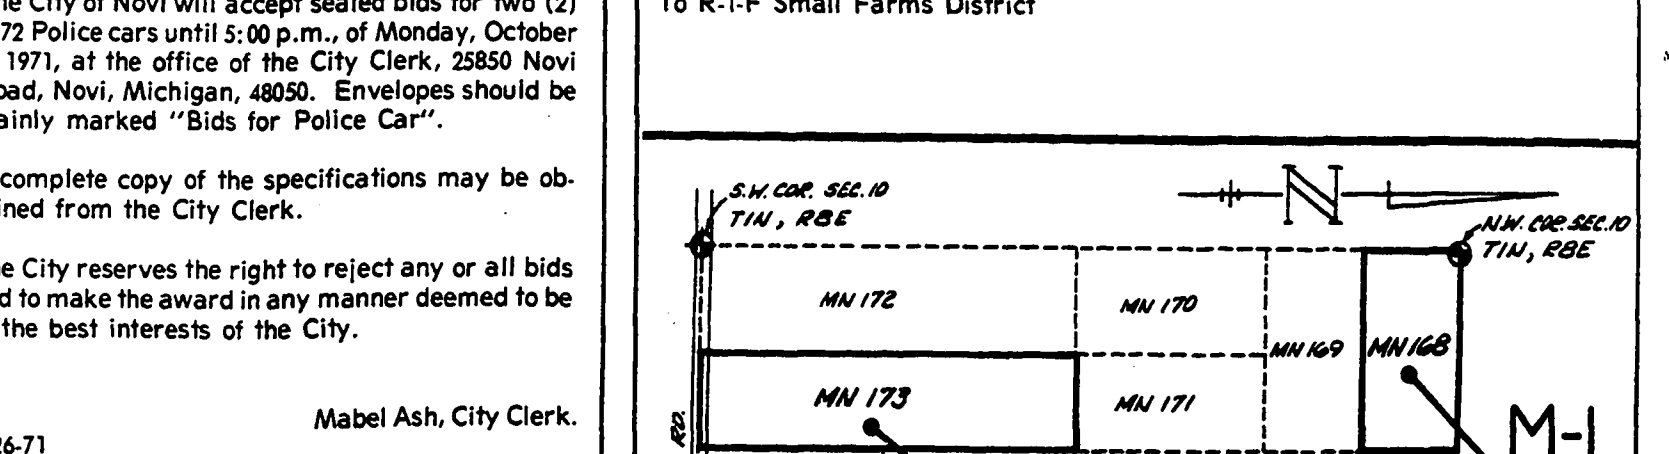 he City of Novi will accept sealed bids for two (2)
72 Police cars until 5:00 p.m., of Monday, October
1971, at the office of the City Clerk, 25850 Novi
oad, Novi, Michigan, 48050. Envelopes should be
ainly marked "Bids for Police Car".
complete copy of the specifications may be ob-
ined from the City Clerk.
e City reserves the right to reject any or all bids
d to make the award in any manner deemed to be
the best interests of the City.
Mabel Ash, City Clerk.
26-71
To R-1-F Small Farms District
N
S.W. COR. SEC. 10
T1N, R8E
N.W. COR. SEC. 10
T1N, R8E
MN 172
MN 170
MN 169
MN 168
MN 173
MN 171
RD.
M-1